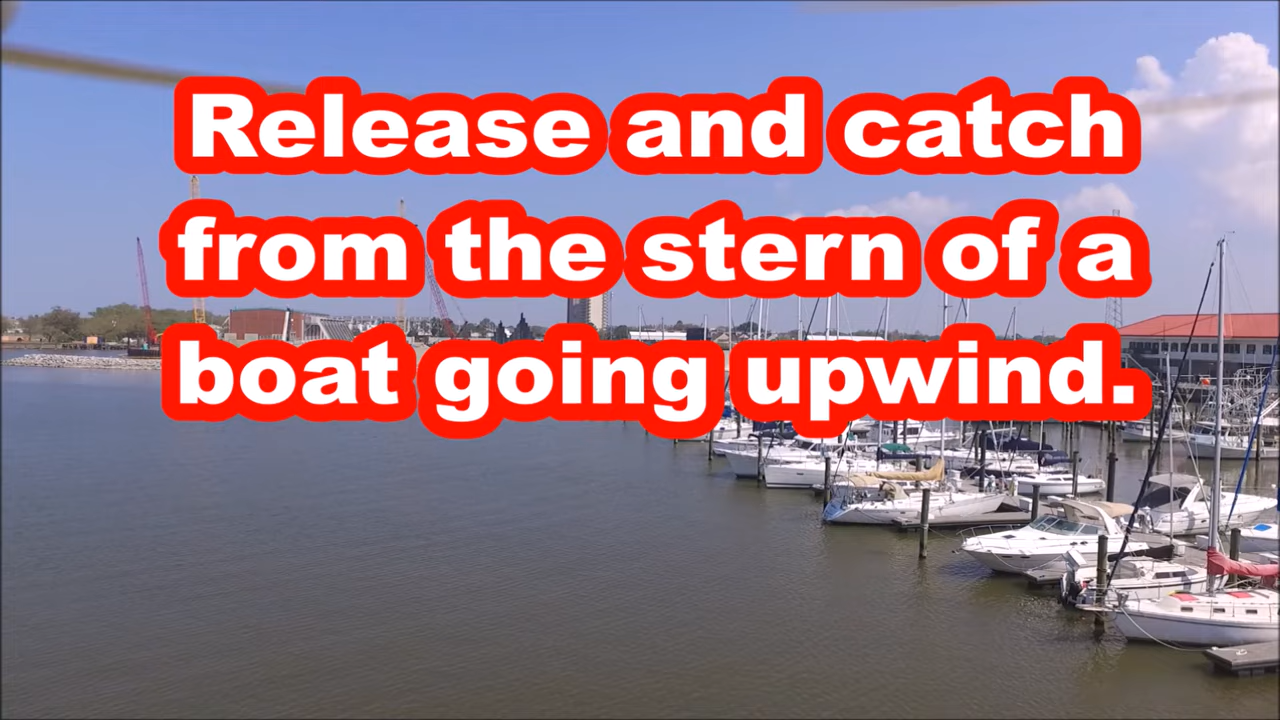 Release and catch
from the stern of a
boat going upwind.